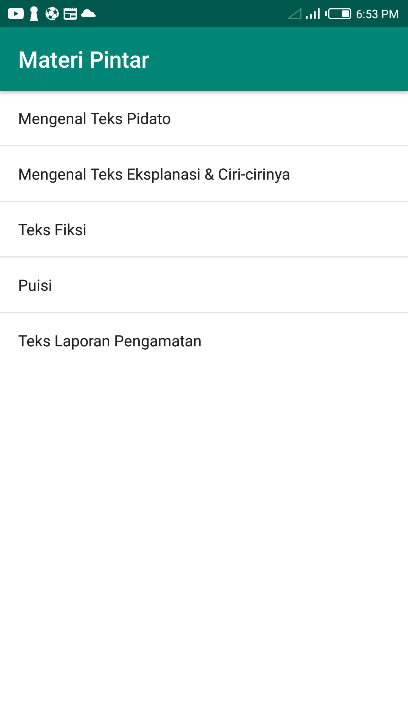 6:53 PM
Materi Pintar
Mengenal Teks Pidato
Mengenal Teks Eksplanasi & Ciri-cirinya
Teks Fiksi
Puisi
Teks Laporan Pengamatan